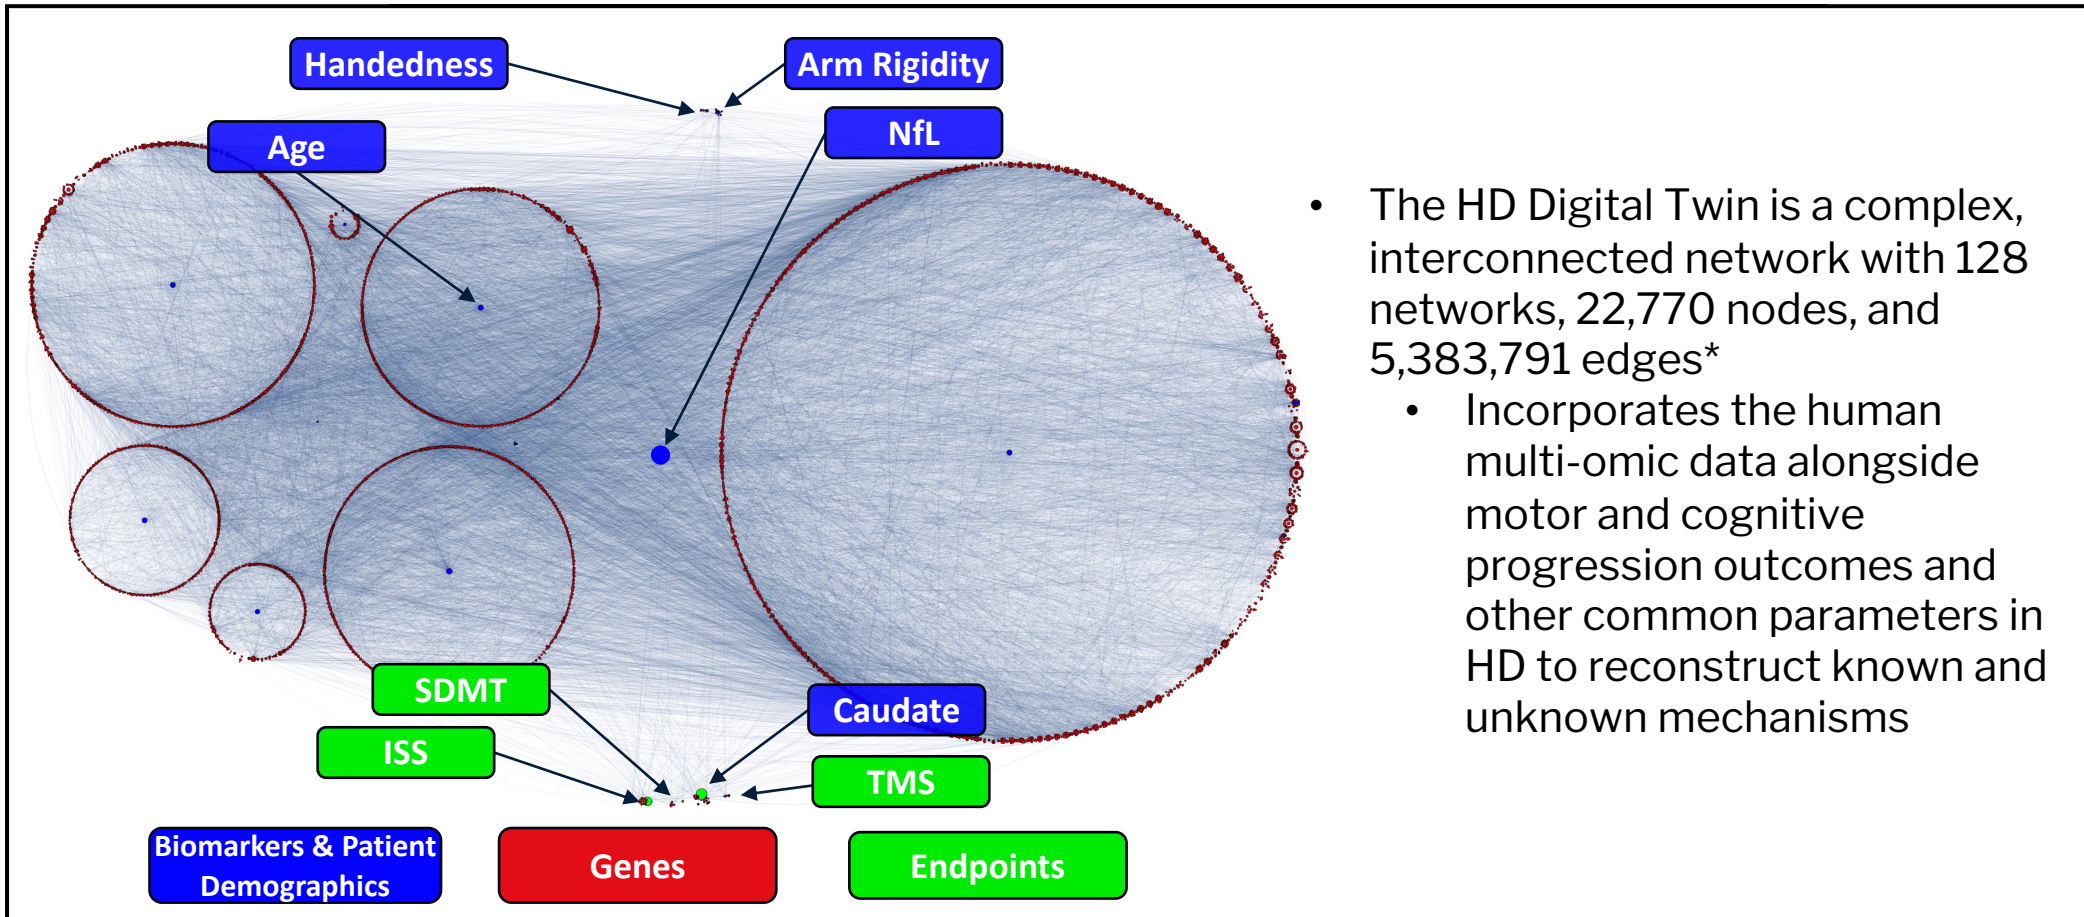 Handedness
Arm Rigidity
NfL
Age
SDMT
Caudate
ISS
TMS
Biomarkers & Patient
Demographics
Genes
Endpoints
• The HD Digital Twin is a complex,
interconnected network with 128
networks, 22,770 nodes, and
5,383,791 edges*
• Incorporates the human
multi-omic data alongside
motor and cognitive
progression outcomes and
other common parameters in
HD to reconstruct known and
unknown mechanisms